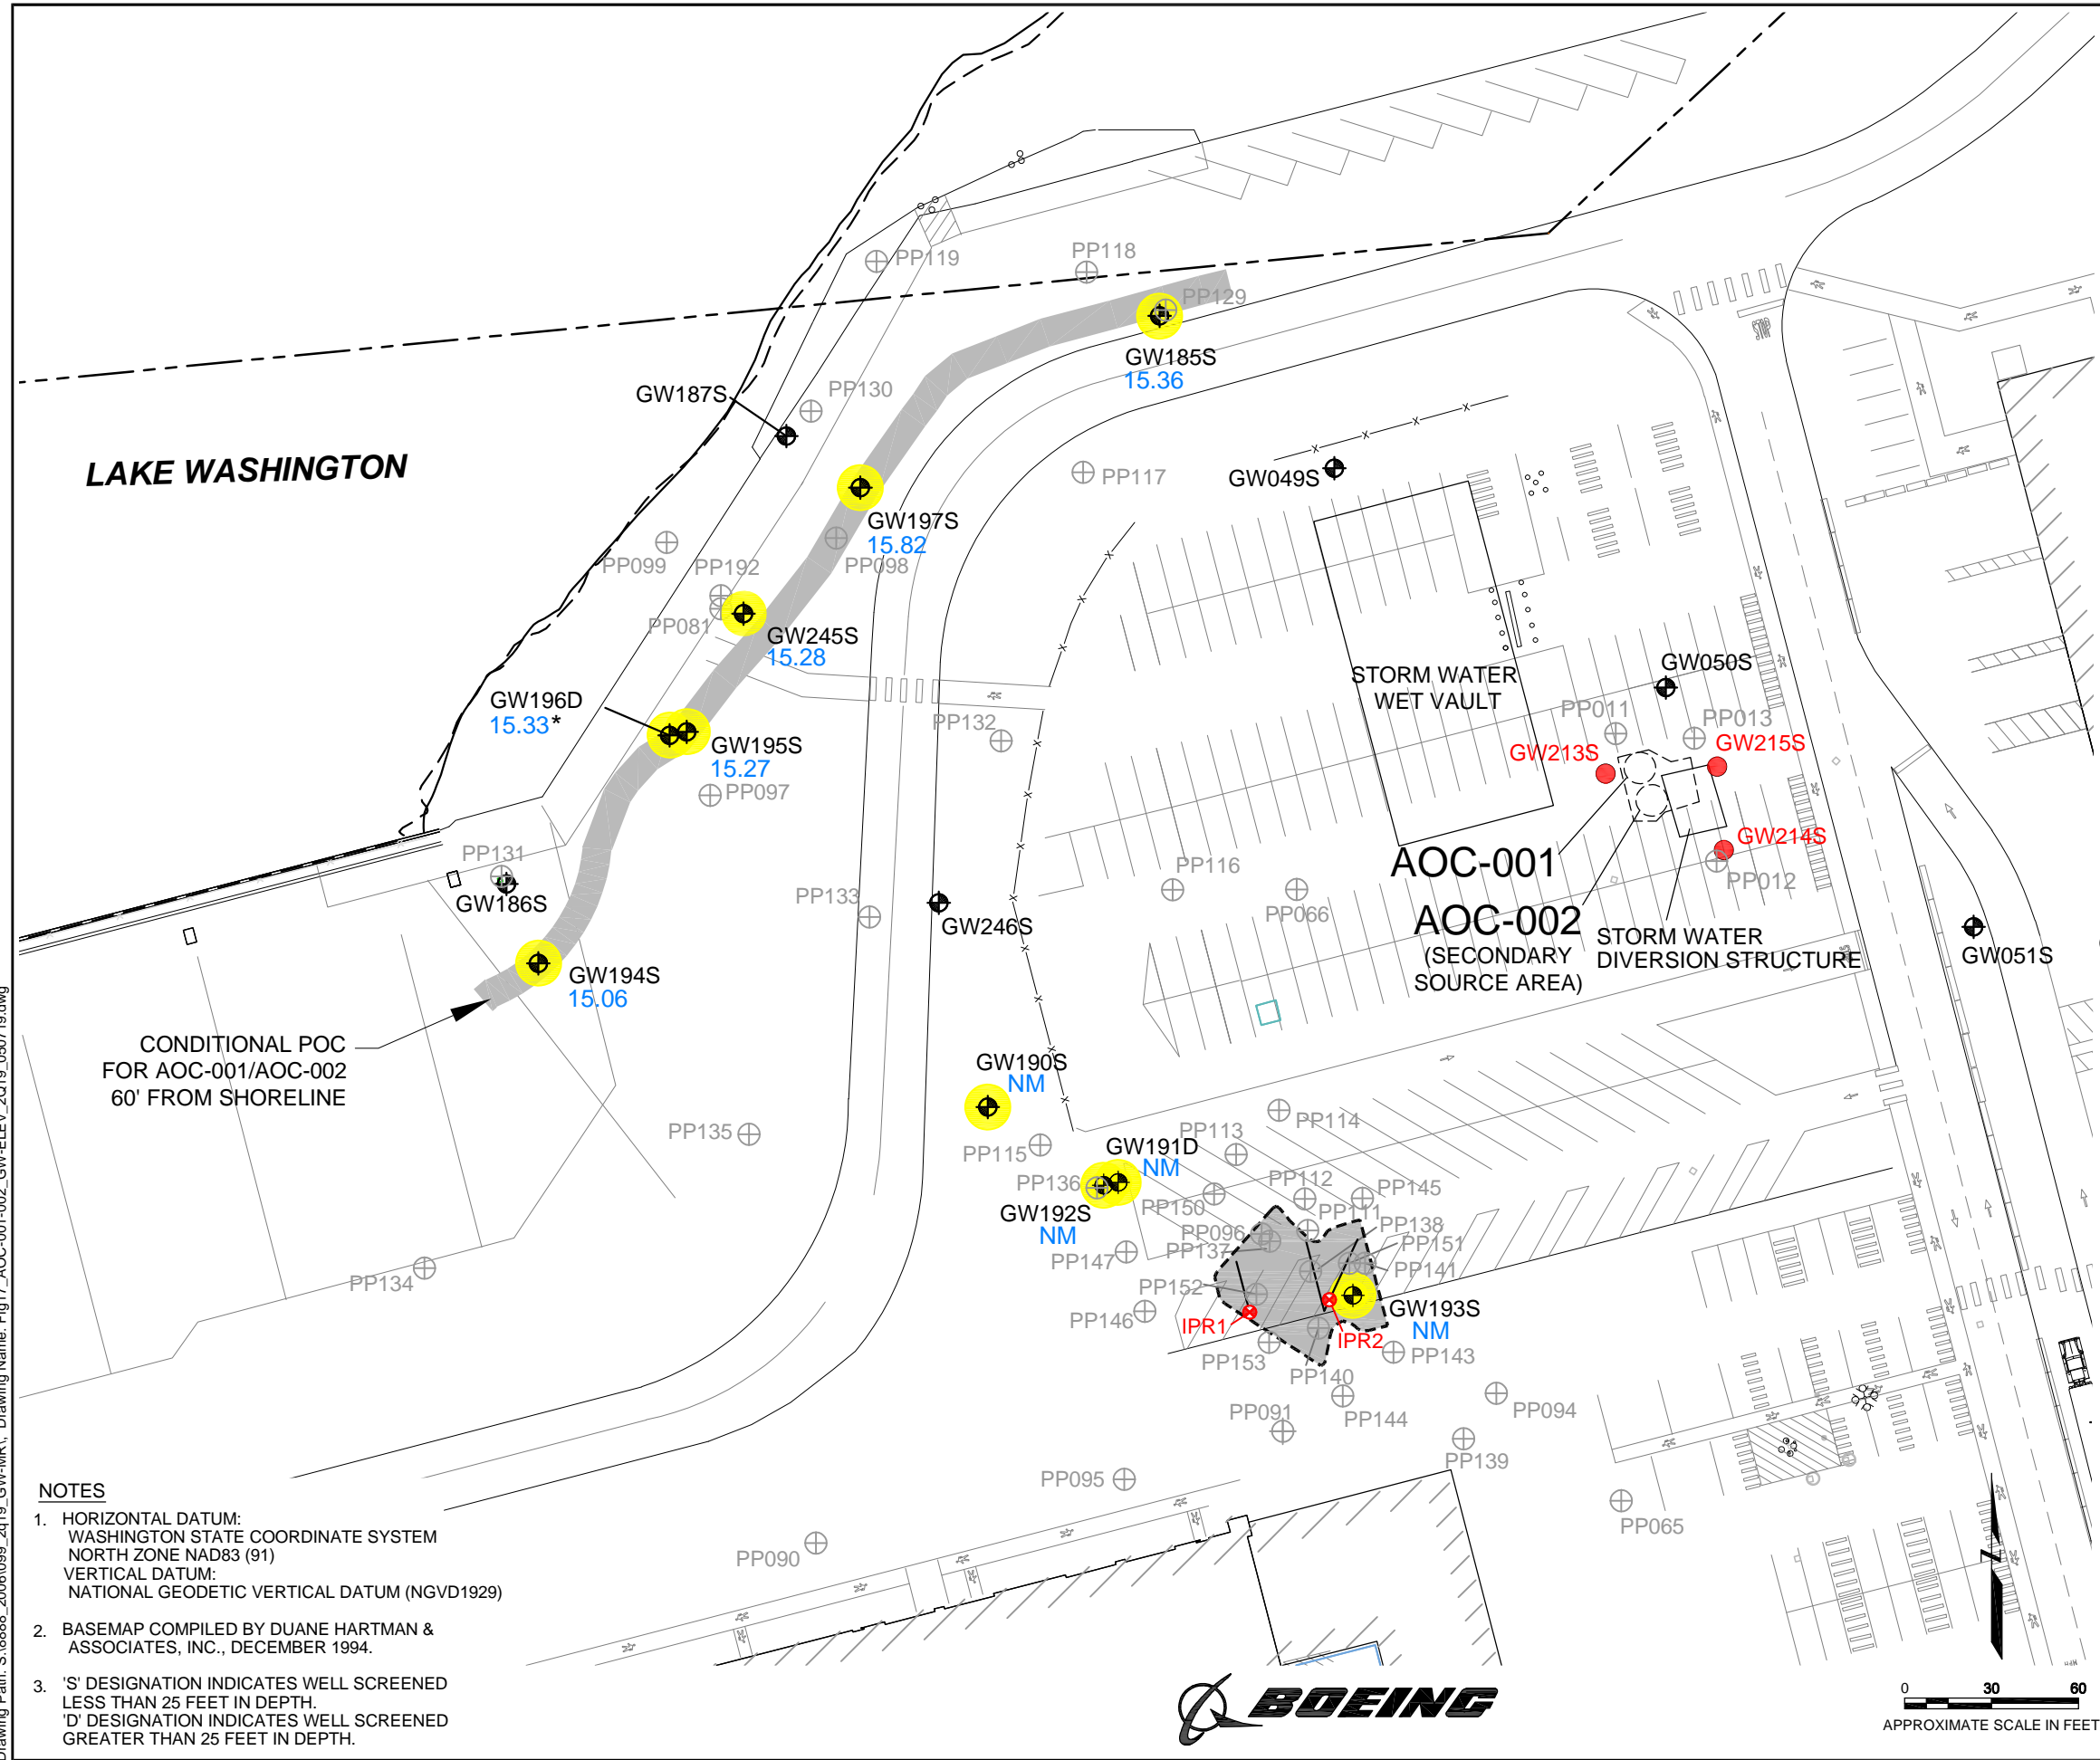 PP119
PP118
PP129
GW185S
15.36
GW187S
PP130
LAKE WASHINGTON
GW197S
15.82
PP098
PP117
GW049S
PP099
PP192
PP081
GW245S
15.28
GW196D
15.33*
GW195S
15.27
PP097
PP132
STORM WATER
WET VAULT
GW050S
PP011
PP013
GW213S
GW215S
GW214S
PP012
AOC-001
AOC-002
(SECONDARY
SOURCE AREA)
STORM WATER
DIVERSION STRUCTURE
GW051S
PP131
GW186S
PP133
GW246S
PP116
PP066
GW194S
15.06
CONDITIONAL POC
FOR AOC-001/AOC-002
60' FROM SHORELINE
GW190S
NM
PP135
PP115
PP113
PP114
GW191D
NM
PP136
PP112
PP145
PP150
GW192S
NM
PP111
PP096
PP138
PP137
PP151
PP147
PP141
PP152
PP134
PP146
IPR1
IPR2
GW193S
NM
PP153
PP143
PP140
PP091
PP144
PP094
PP139
PP095
PP065
PP090
NOTES
1. HORIZONTAL DATUM:
WASHINGTON STATE COORDINATE SYSTEM
NORTH ZONE NAD83 (91)
VERTICAL DATUM:
NATIONAL GEODETIC VERTICAL DATUM (NGVD1929)
2. BASEMAP COMPILED BY DUANE HARTMAN &
ASSOCIATES, INC., DECEMBER 1994.
3. 'S' DESIGNATION INDICATES WELL SCREENED
LESS THAN 25 FEET IN DEPTH.
'D' DESIGNATION INDICATES WELL SCREENED
GREATER THAN 25 FEET IN DEPTH.
BOEING
N
0 30 60
APPROXIMATE SCALE IN FEET